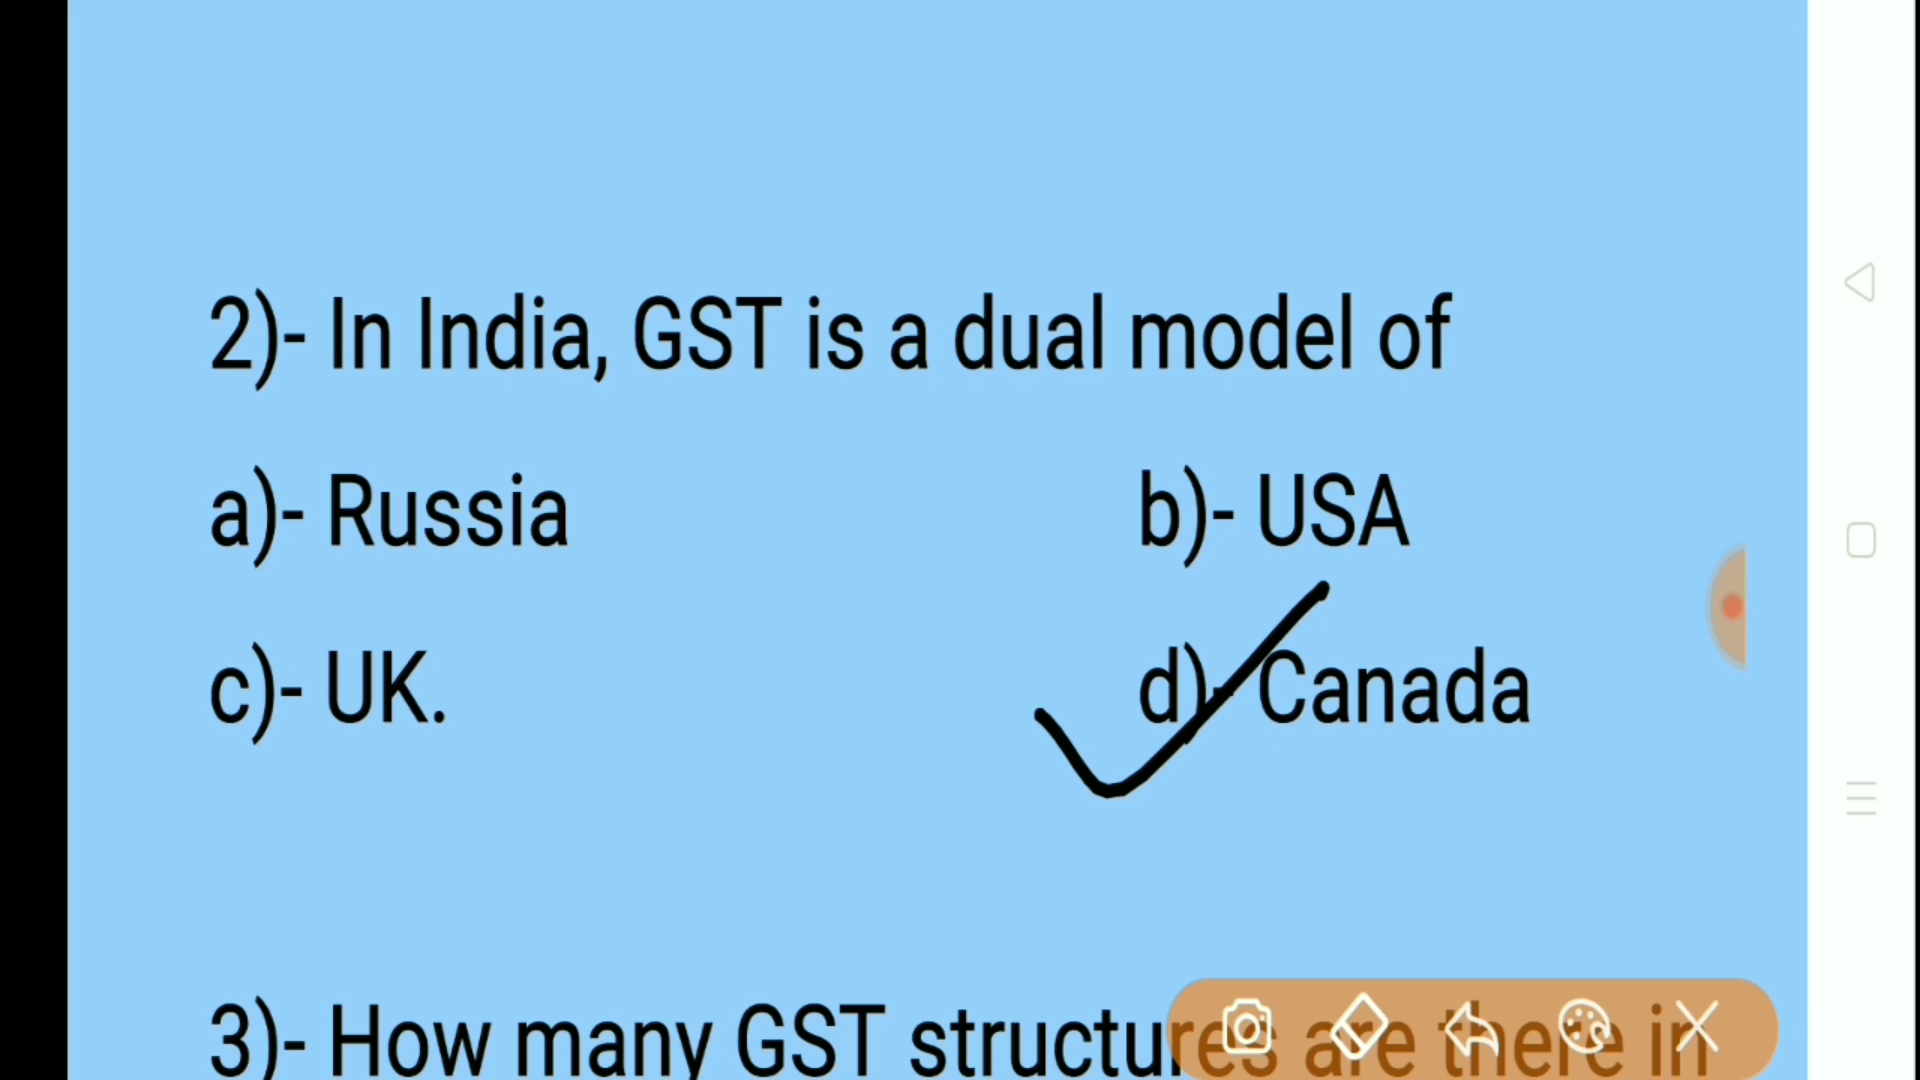 2)- In India, GST is a dual model of
a)- Russia b)- USA
c)- UK. d)- Canada
3)- How many GST structures are there in